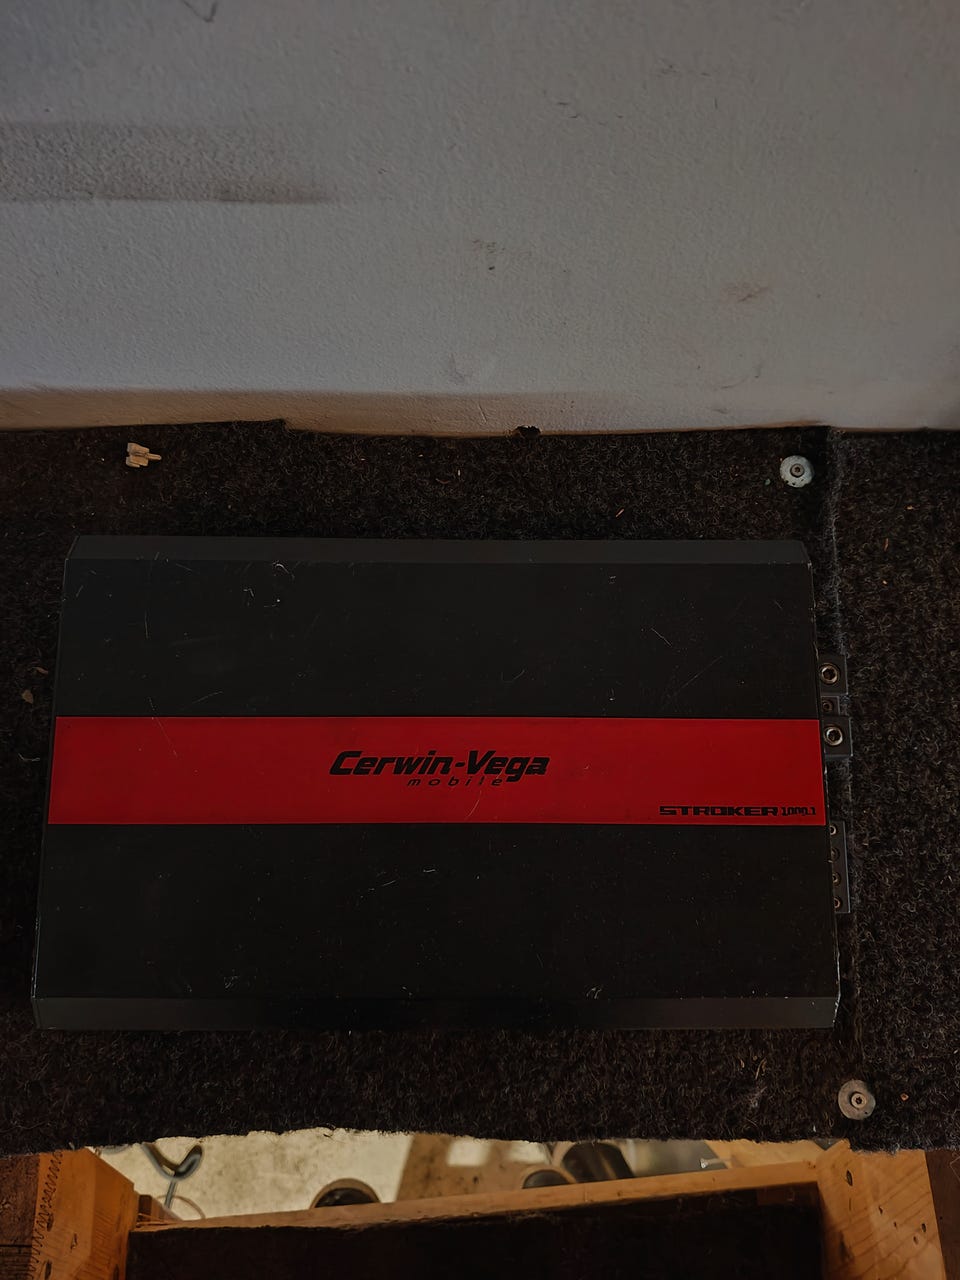 Cerwin-Vega
mobile
STROKER 1000.1